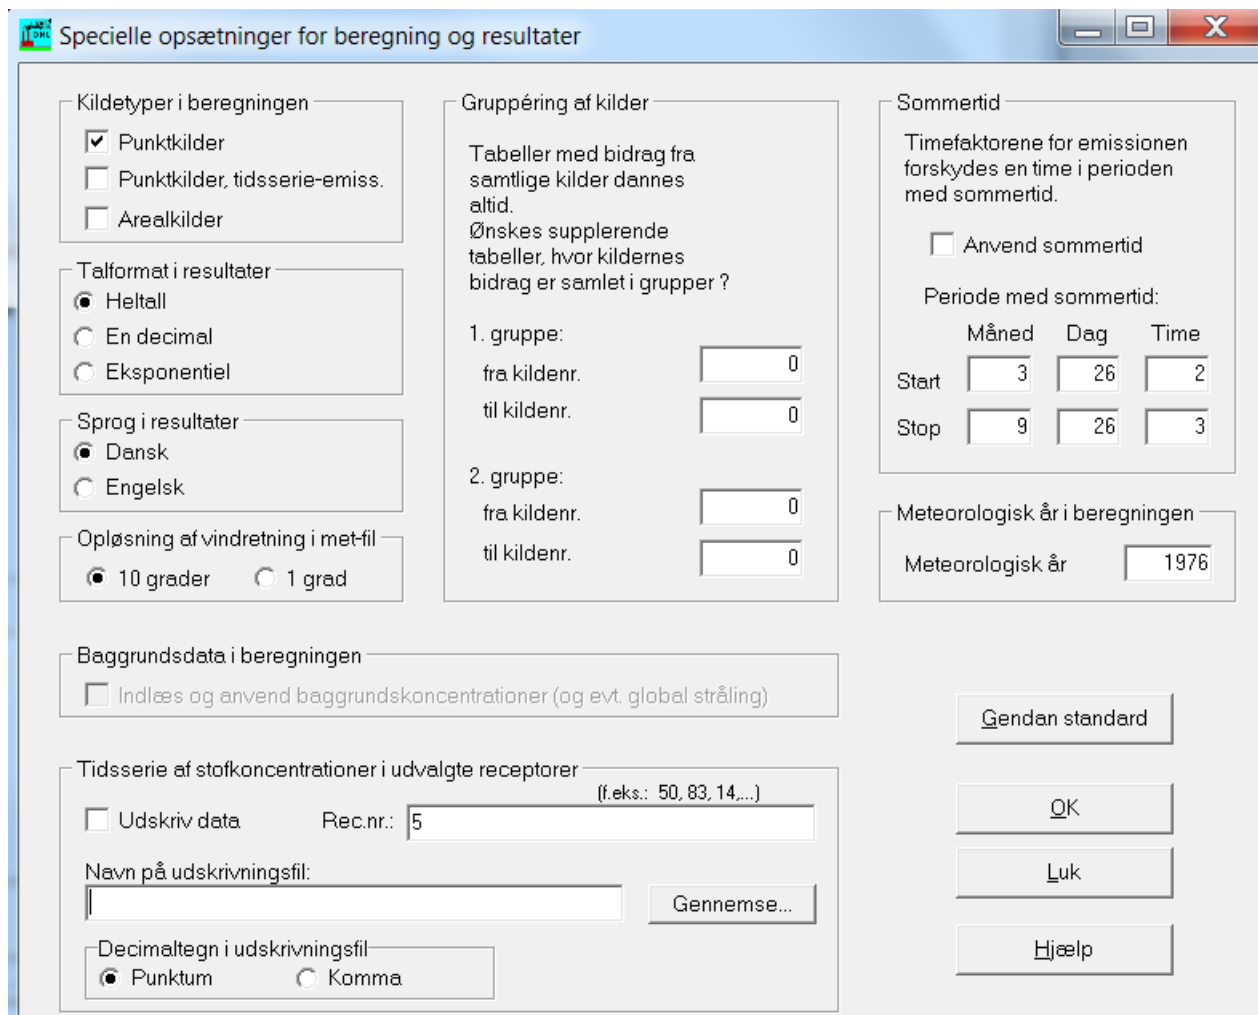 Specielle opsætninger for beregning og resultater
Kildetyper i beregningen
Punktkilder
Punktkilder, tidsserie-emiss.
Arealkilder
Talformat i resultater
Heltall
En decimal
Eksponentiel
Sprog i resultater
Dansk
Engelsk
Opløsning af vindretning i met-fil
10 grader
1 grad
Gruppéring af kilder
Tabeller med bidrag fra
samtlige kilder dannes
altid.
Ønskes supplerende
tabeller, hvor kildernes
bidrag er samlet i grupper ?
1. gruppe:
fra kildenr. 0
til kildenr. 0
2. gruppe:
fra kildenr. 0
til kildenr. 0
Sommertid
Timefaktorene for emissionen
forskydes en time i perioden
med sommertid.
Anvend sommertid
Periode med sommertid:
Måned Dag Time
Start 3 26 2
Stop 9 26 3
Meteorologisk år i beregningen
Meteorologisk år 1976
Baggrundsdata i beregningen
Indlæs og anvend baggrundskoncentrationer (og evt. global stråling)
Tidsserie af stofkoncentrationer i udvalgte receptorer
(f.eks.: 50, 83, 14,...)
Udskriv data Rec.nr.: 5
Navn på udskrivningsfil:
Gennemse...
Decimaltegn i udskrivningsfil
Punktum
Komma
Gendan standard
OK
Luk
Hjælp